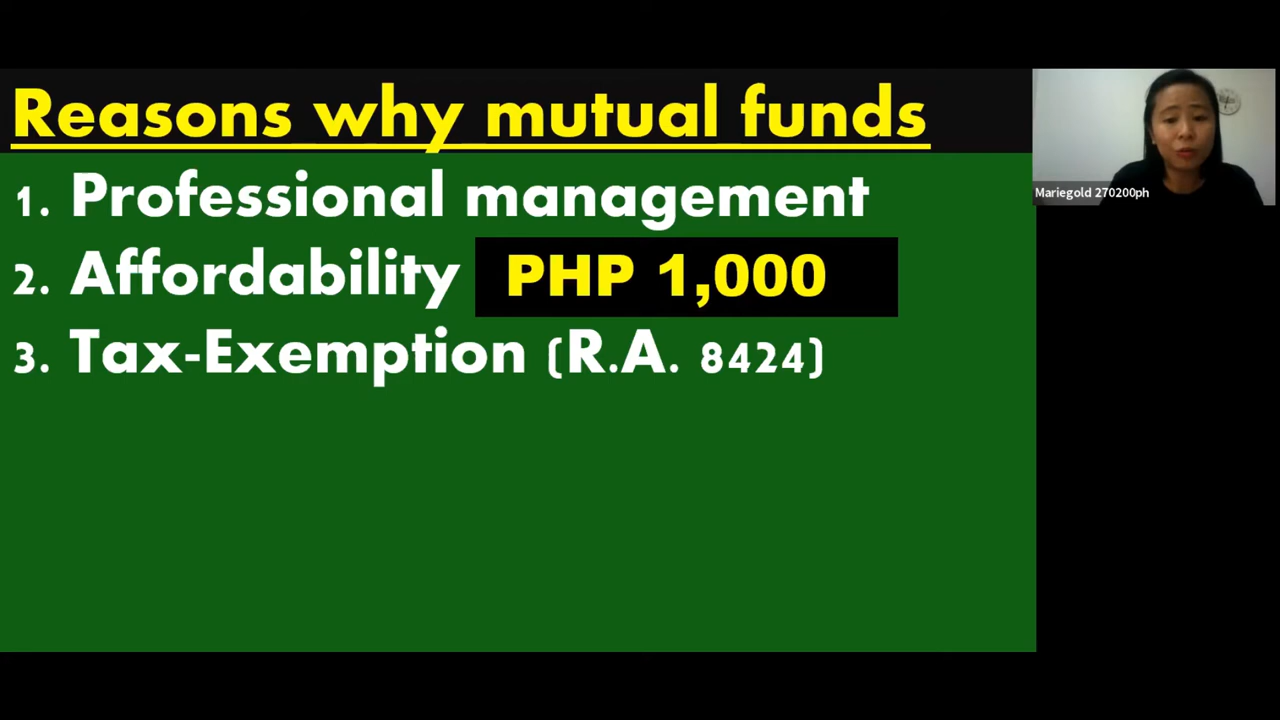 Reasons why mutual funds
1. Professional management
2. Affordability PHP 1,000
3. Tax-Exemption (R.A. 8424)
Mariegold 270200ph